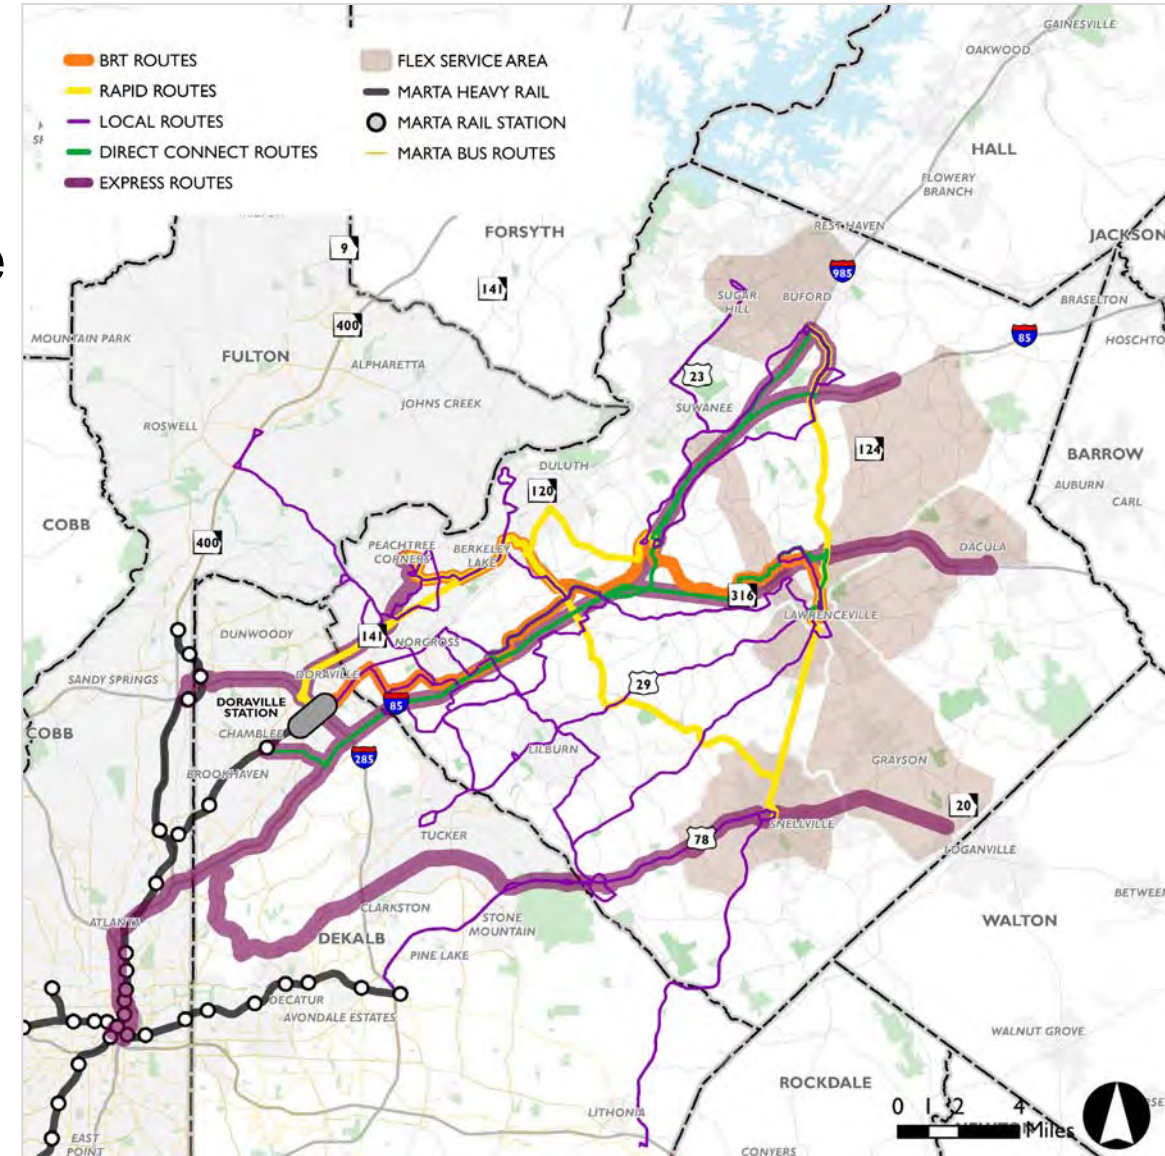 BRT ROUTES
RAPID ROUTES
LOCAL ROUTES
DIRECT CONNECT ROUTES
EXPRESS ROUTES
FLEX SERVICE AREA
MARTA HEAVY RAIL
MARTA RAIL STATION
MARTA BUS ROUTES
GAINESVILLE
OAKWOOD
HALL
FLOWERY
BRANCH
REST HAVEN
JACKSON
FORSYTH
9
141
985
SUGAR
HILL
BUFORD
BRASELTON
400
85
MOUNTAIN PARK
FULTON
ALPHARETTA
23
JOHNS CREEK
SUWANEE
ROSWELL
124
BARROW
DULUTH
120
AUBURN
CARL
COBB
400
PEACHTREE
CORNERS
BERKELEY
LAKE
DACULA
316
LAWRENCEVILLE
DUNWOODY
141
NORCROSS
SANDY SPRINGS
DORAVILLE
29
DORAVILLE
STATION
85
COBB
CHAMBLEE
LILBURN
285
BROOKHAVEN
GRAYSON
20
TUCKER
78
SNELLVILLE
LOGANVILLE
CLARKSTON
ATLANTA
STONE
MOUNTAIN
WALTON
DEKALB
PINE LAKE
DECATUR
AVONDALE ESTATES
WALNUT GROVE
ROCKDALE
LITHONIA
0 1 2 4
Miles
EAST
POINT
CONYERS